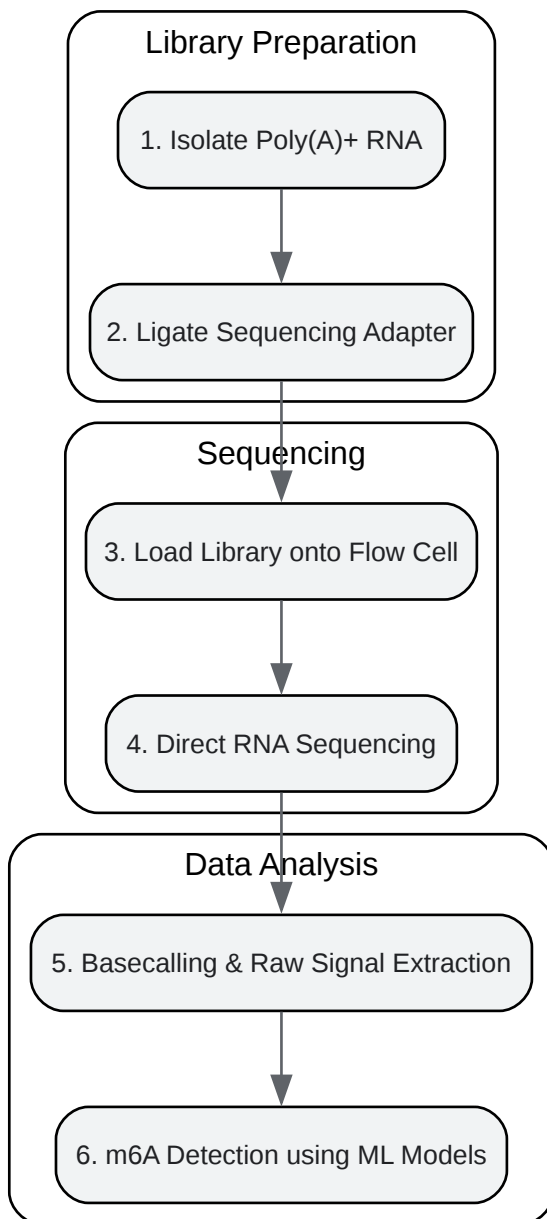 Library Preparation
1. Isolate Poly(A)+ RNA
2. Ligate Sequencing Adapter
Sequencing
3. Load Library onto Flow Cell
4. Direct RNA Sequencing
Data Analysis
5. Basecalling & Raw Signal Extraction
6. m6A Detection using ML Models